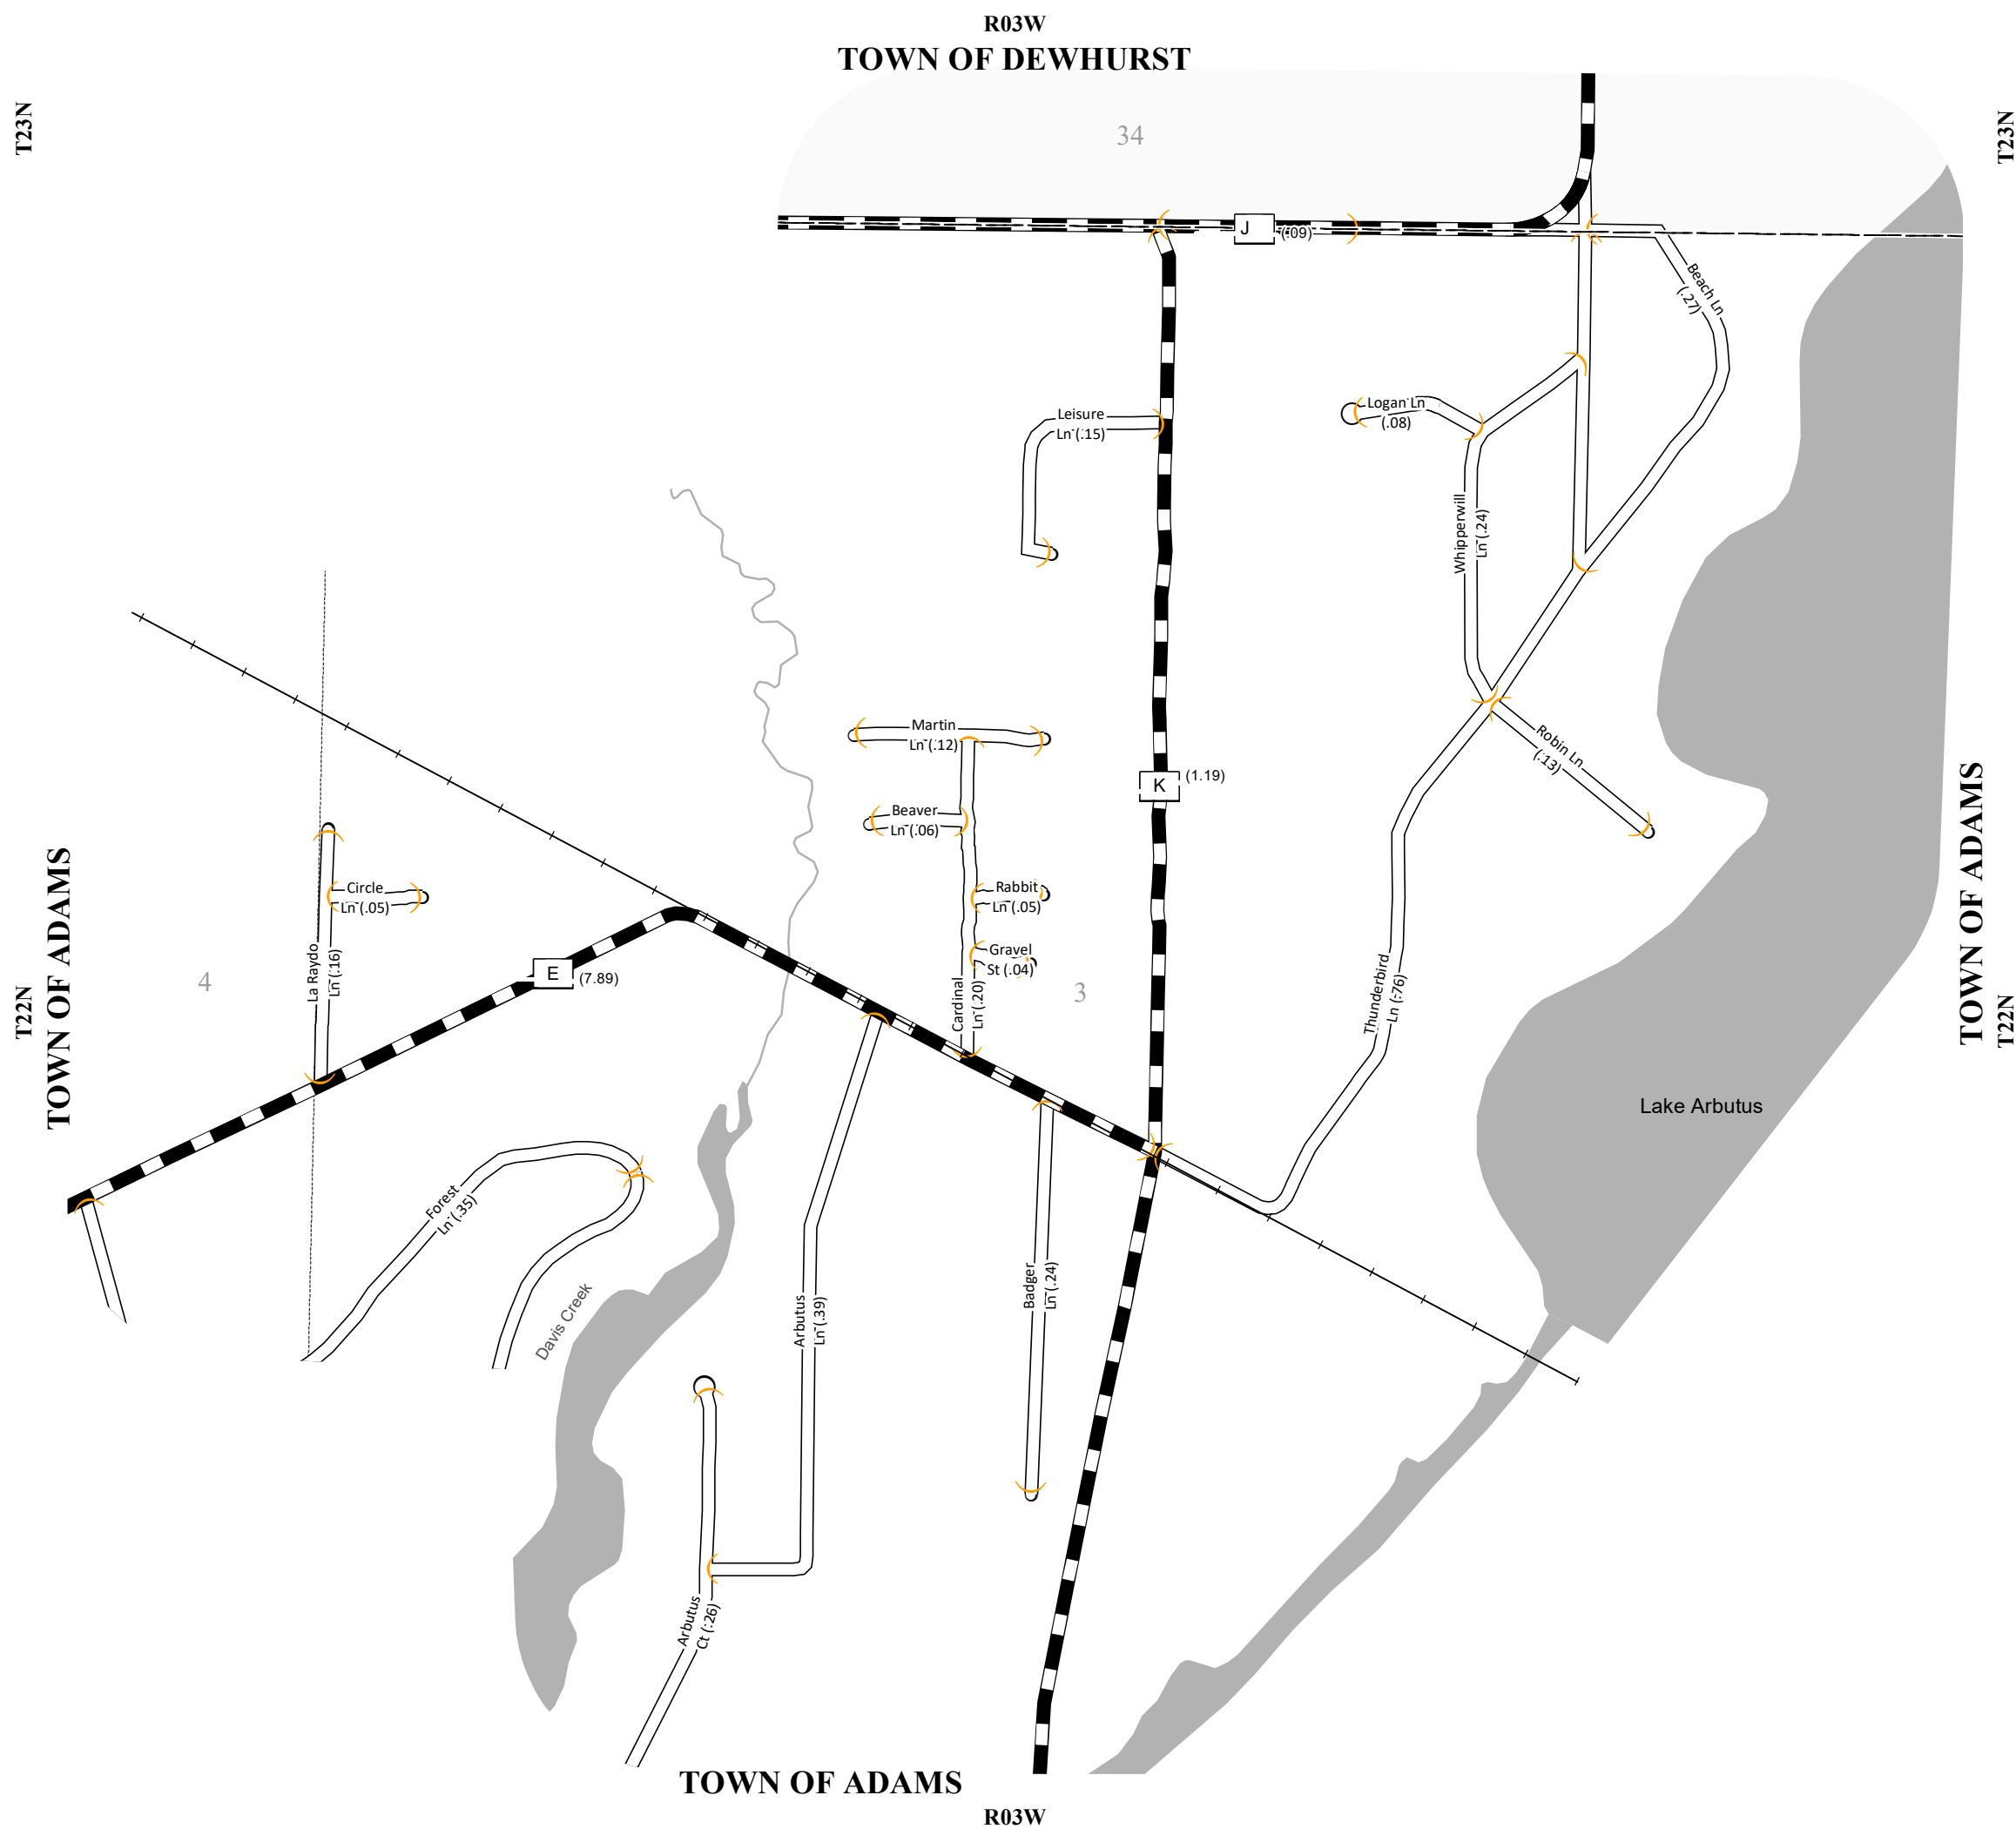 R03W
TOWN OF DEWHURST
T23N
T23N
34
J
(.09)
Beach Ln
(.27)
Leisure
Ln (.15)
Logan Ln
(.08)
Whipperwill
Ln (.24)
Martin
Ln (.12)
Robin Ln
(.13)
K
(1.19)
Beaver
Ln (.06)
Circle
Ln (.05)
Rabbit
Ln (.05)
La Raydo
Ln (.16)
Gravel
St (.04)
E
(7.89)
4
3
Cardinal
Ln (.20)
Thunderbird
Ln (.76)
TOWN OF ADAMS
T22N
TOWN OF ADAMS
T22N
Lake Arbutus
Forest
Ln (.35)
Davis Creek
Arbutus
Ln (.39)
Badger
Ln (.24)
Arbutus
Ct (.26)
TOWN OF ADAMS
R03W